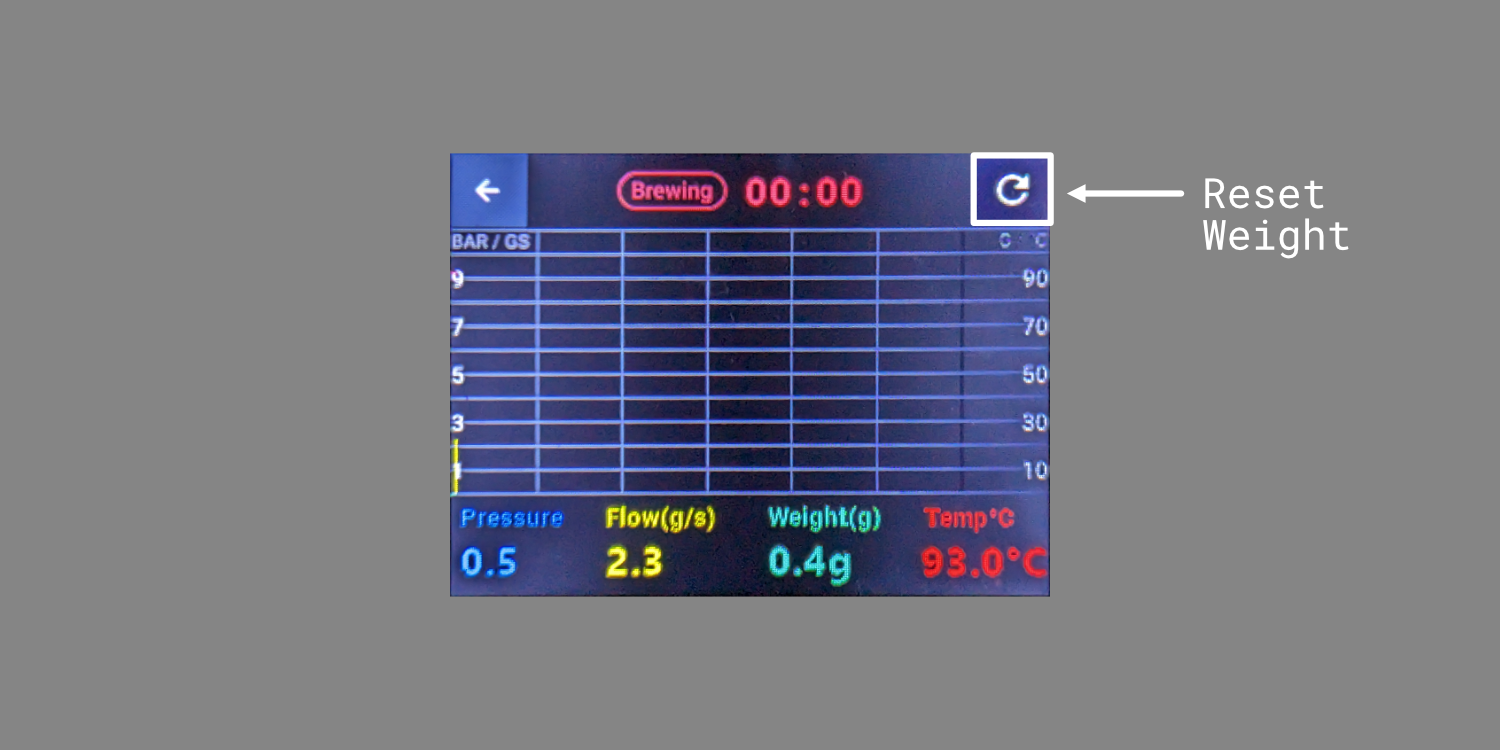 Brewing 00:00
Reset
Weight
BAR / GS
9 90
7 70
5 50
3 30
1 10
Pressure Flow(g/s) Weight(g) Temp°C
0.5 2.3 0.4g 93.0°C